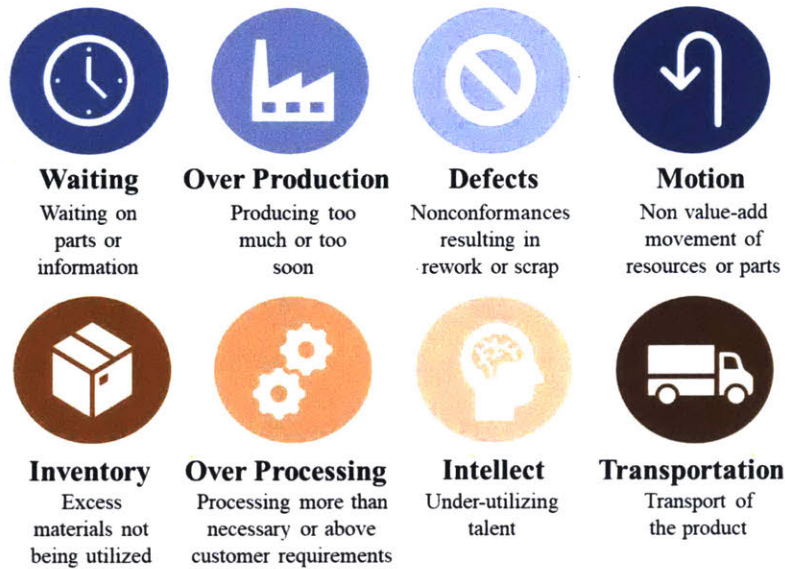 Waiting
Waiting on
parts or
information
Over Production
Producing too
much or too
soon
Defects
Nonconformances
resulting in
rework or scrap
Motion
Non value-add
movement of
resources or parts
Inventory
Excess
materials not
being utilized
Over Processing
Processing more than
necessary or above
customer requirements
Intellect
Under-utilizing
talent
Transportation
Transport of
the product